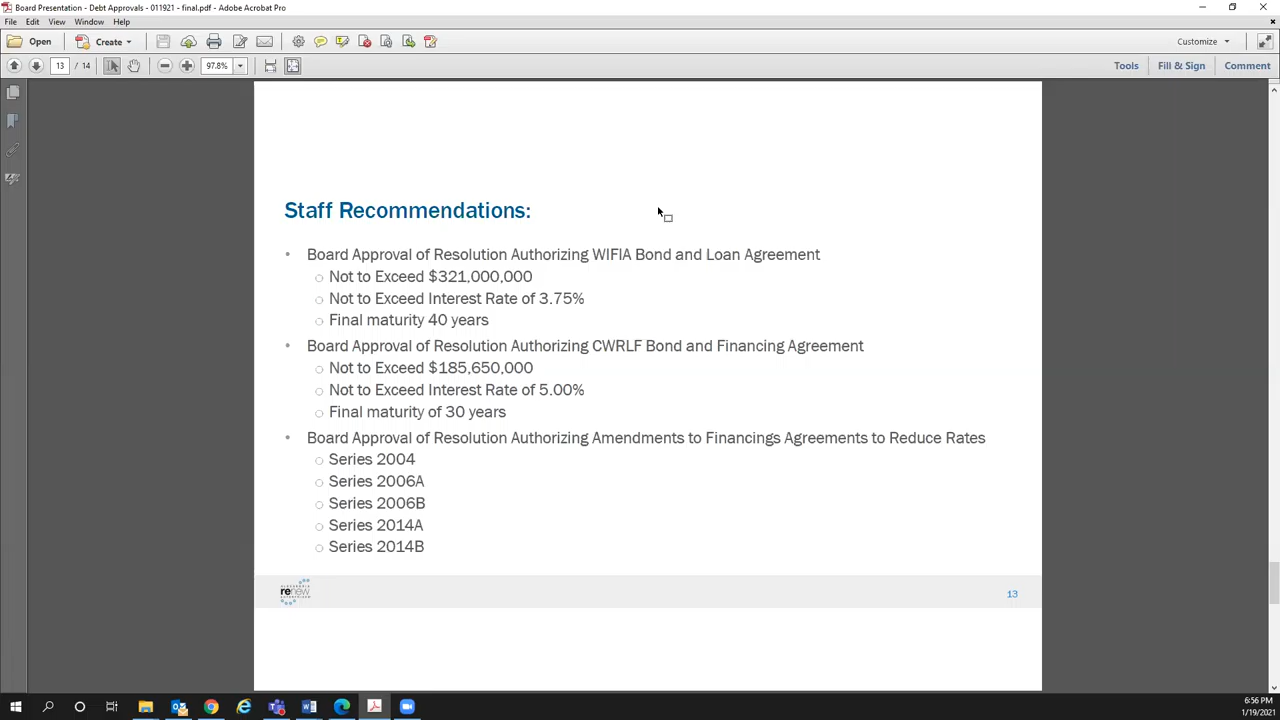 Board Presentation - Debt Approvals - 011921 - final.pdf - Adobe Acrobat Pro
File Edit View Window Help
Open Create Customize
13 / 14 97.8% Tools Fill & Sign Comment
Staff Recommendations:
• Board Approval of Resolution Authorizing WIFIA Bond and Loan Agreement
○ Not to Exceed $321,000,000
○ Not to Exceed Interest Rate of 3.75%
○ Final maturity 40 years
• Board Approval of Resolution Authorizing CWRLF Bond and Financing Agreement
○ Not to Exceed $185,650,000
○ Not to Exceed Interest Rate of 5.00%
○ Final maturity of 30 years
• Board Approval of Resolution Authorizing Amendments to Financings Agreements to Reduce Rates
○ Series 2004
○ Series 2006A
○ Series 2006B
○ Series 2014A
○ Series 2014B
renew
13
6:56 PM
1/19/2021